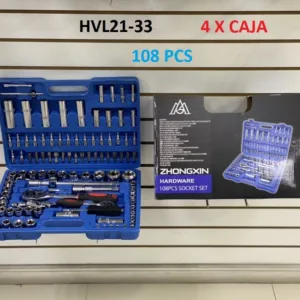 HVL21-33
4 X CAJA
108 PCS
ZHONGXIN
HARDWARE
108PCS SOCKET SET